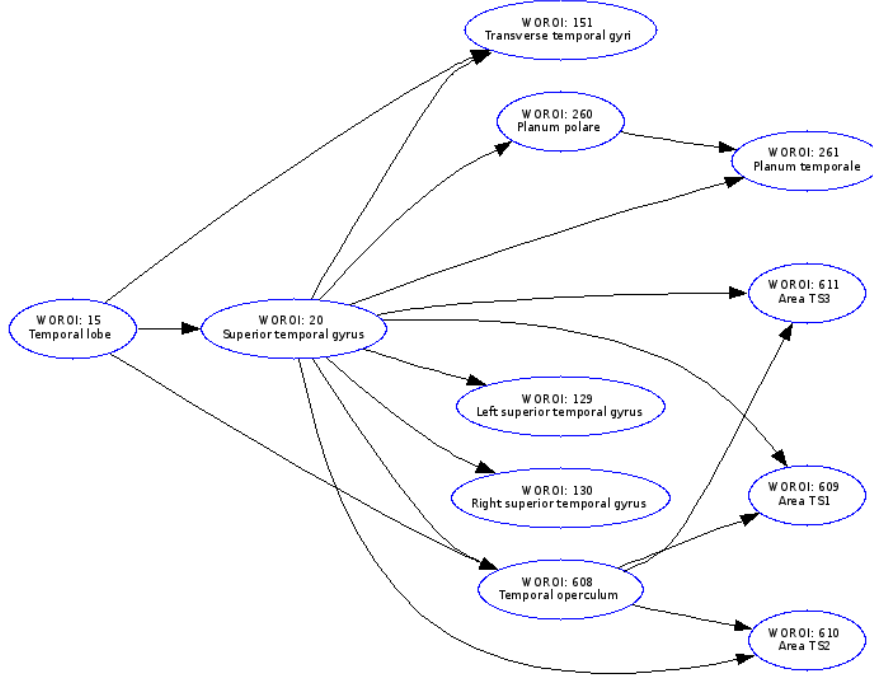 WOROI: 151
Transverse temporal gyri
WOROI: 260
Planum polare
WOROI: 261
Planum temporale
WOROI: 611
Area TS3
WOROI: 15
Temporal lobe
WOROI: 20
Superior temporal gyrus
WOROI: 129
Left superior temporal gyrus
WOROI: 130
Right superior temporal gyrus
WOROI: 609
Area TS1
WOROI: 608
Temporal operculum
WOROI: 610
Area TS2